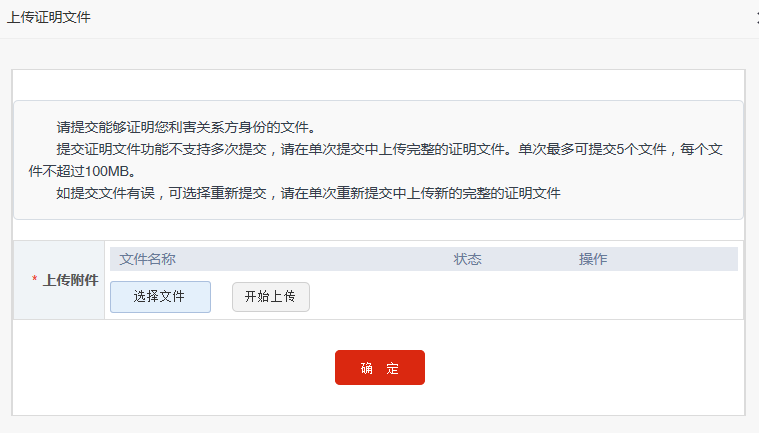 上传证明文件
请提交能够证明您利害关系方身份的文件。
提交证明文件功能不支持多次提交，请在单次提交中上传完整的证明文件。单次最多可提交5个文件，每个文
件不超过100MB。
如提交文件有误，可选择重新提交，请在单次重新提交中上传新的完整的证明文件
文件名称 状态 操作
* 上传附件
选择文件 开始上传
确 定